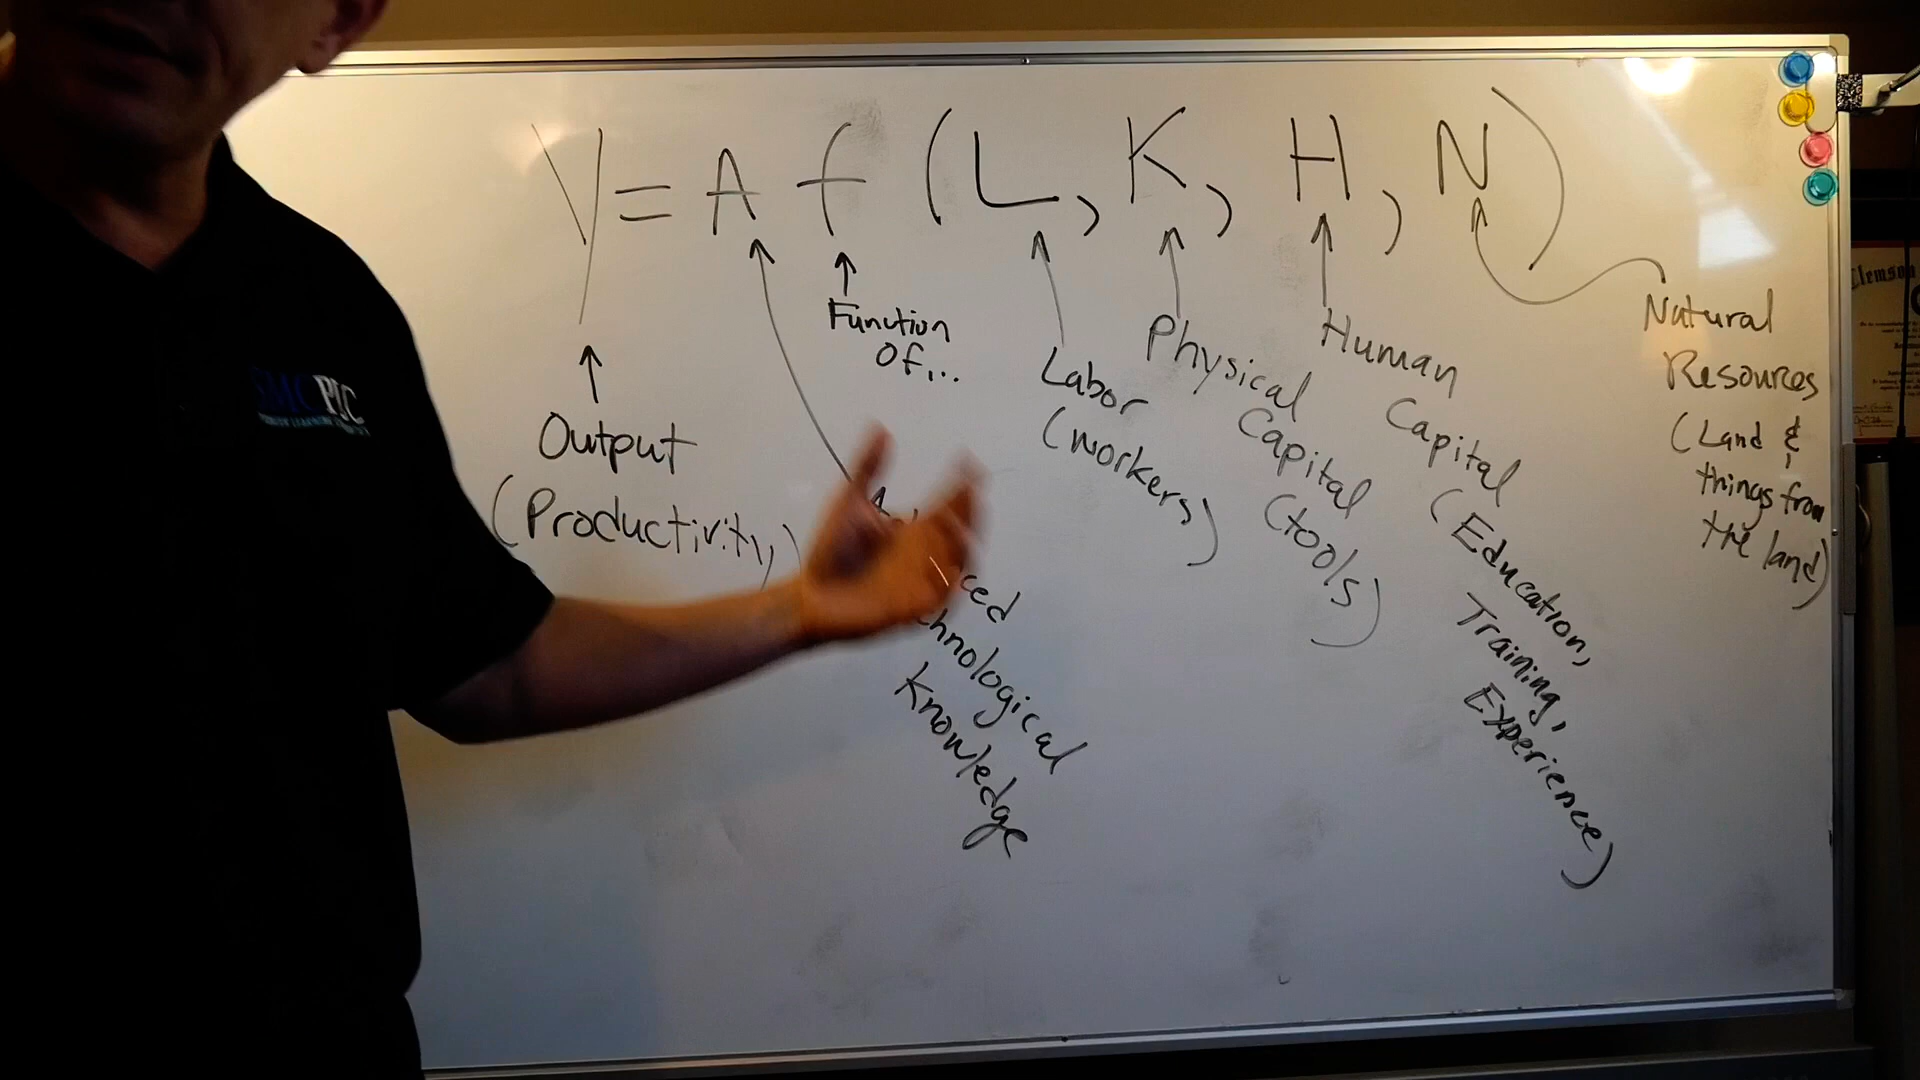 Y = A f (L, K, H, N)
Function
Of...
Output
(Productivity)
Technological
Knowledge
Labor
(workers)
Physical
Capital
(tools)
Human
Capital
(Education,
Training,
Experience)
Natural
Resources
(Land &
things from
the land)
Clemson